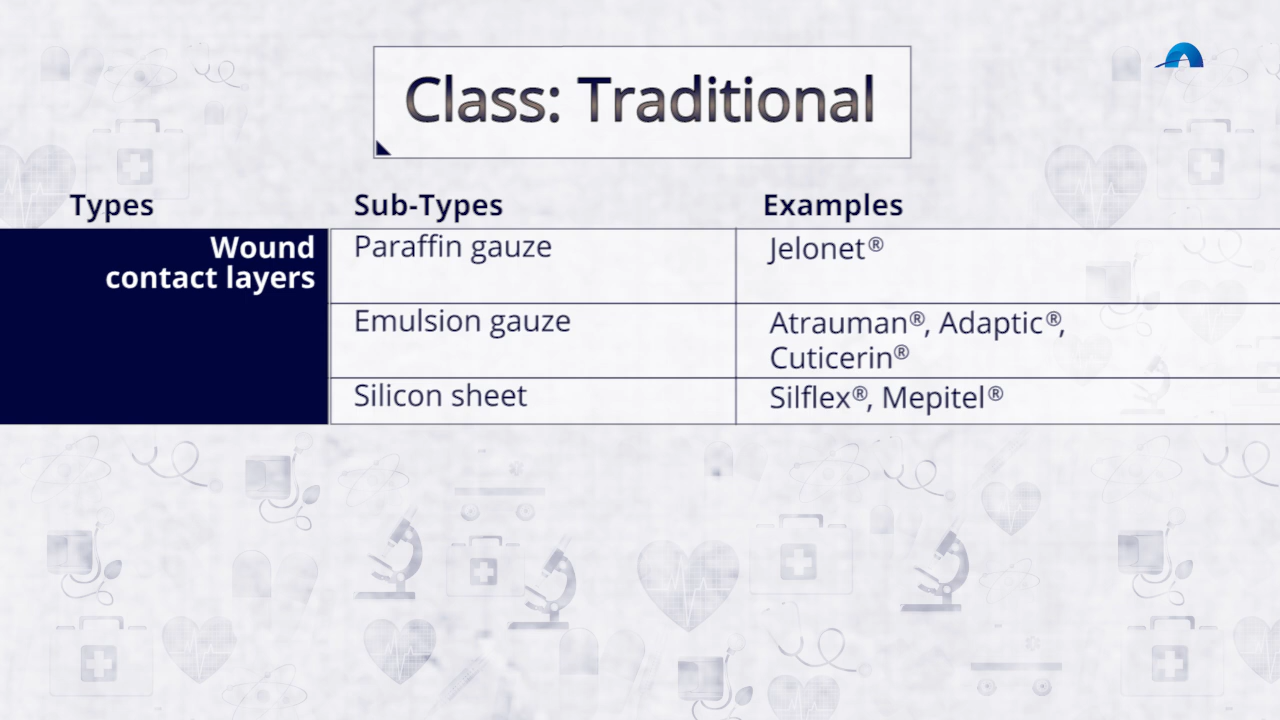 Class: Traditional
Types Sub-Types Examples
Wound
contact layers
Paraffin gauze Jelonet®
Emulsion gauze Atrauman®, Adaptic®,
Cuticerin®
Silicon sheet Silflex®, Mepitel®